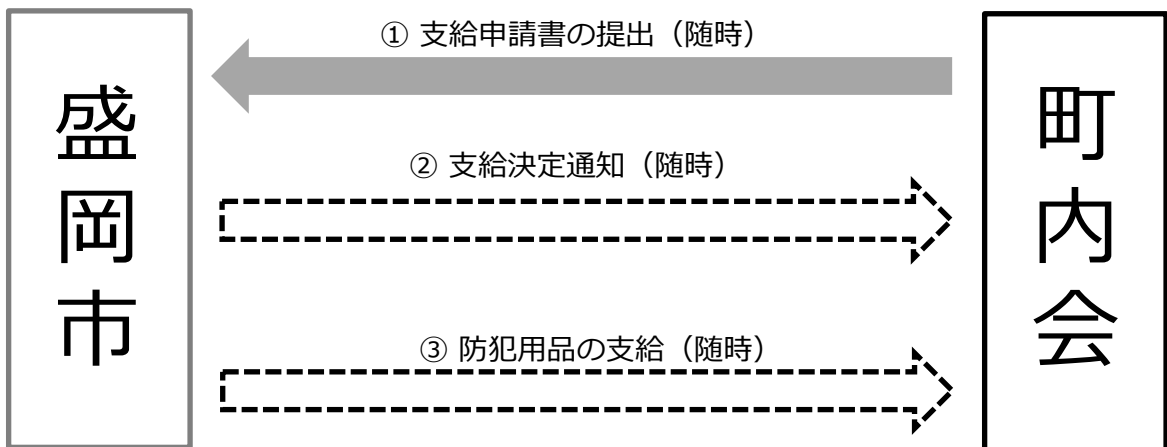 盛岡市
① 支給申請書の提出（随時）
② 支給決定通知（随時）
③ 防犯用品の支給（随時）
町内会